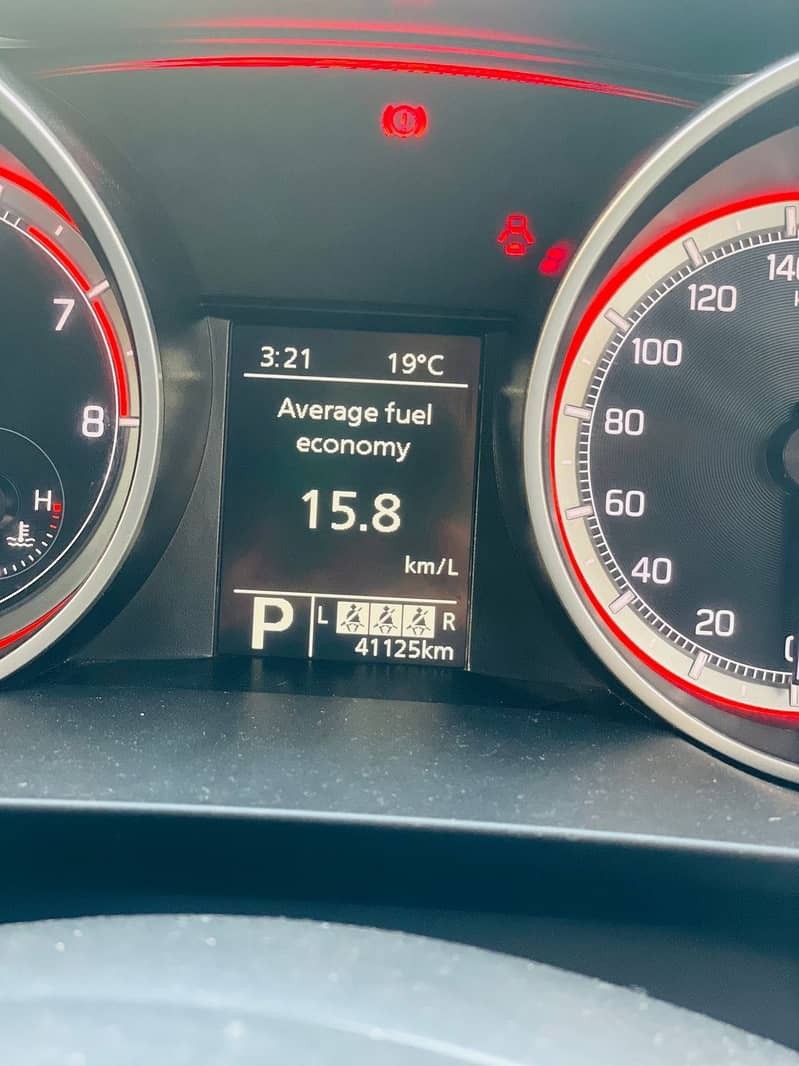 3:21 19°C
Average fuel
economy
15.8
km/L
P L R
41125km
7
8
H
140
120
100
80
60
40
20